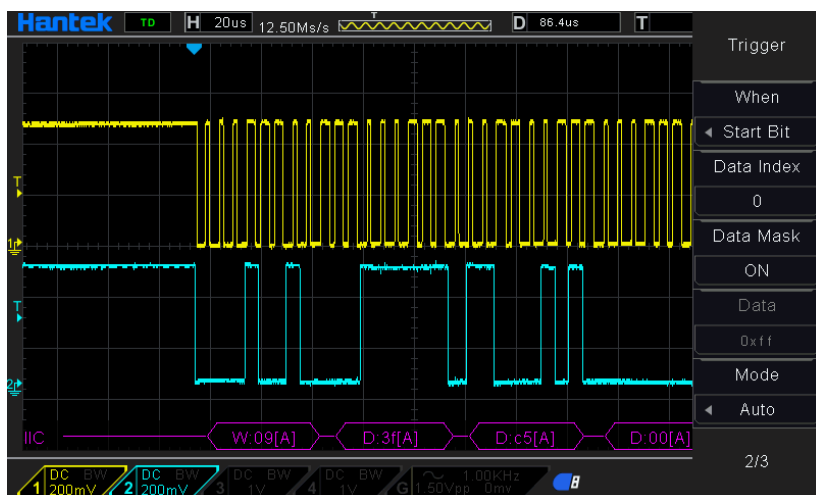 Hantek TD H 20us 12.50Ms/s T D 86.4us T
Trigger
When
Start Bit
Data Index
0
Data Mask
ON
Data
0xff
Mode
Auto
2/3
T
1
T
2
IIC W:09[A] D:3f[A] D:c5[A] D:00[A]
1 DC BW 200mV 2 DC BW 200mV 3 DC BW 1V 4 DC BW 1V G 1.00KHz 1.50Vpp 0mv